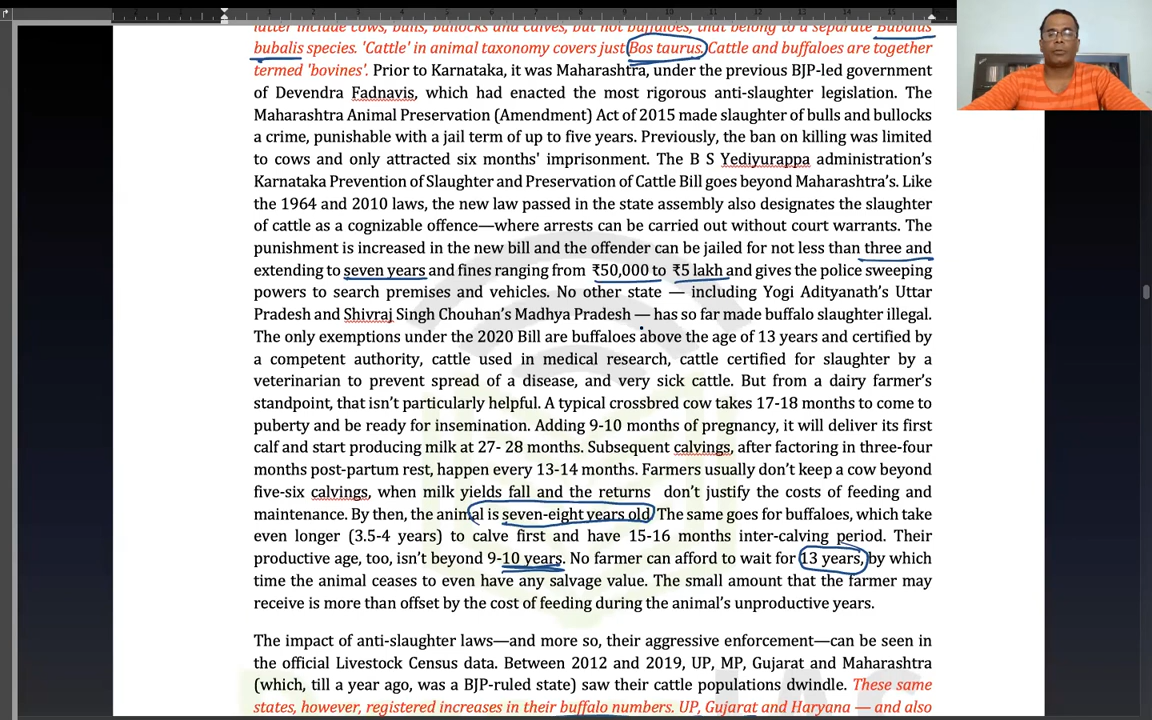 latter include cows, bulls, bullocks and calves, but not buffaloes, that belong to a separate Babalus
bubalis species. 'Cattle' in animal taxonomy covers just Bos taurus. Cattle and buffaloes are together
termed 'bovines'. Prior to Karnataka, it was Maharashtra, under the previous BJP-led government
of Devendra Fadnavis, which had enacted the most rigorous anti-slaughter legislation. The
Maharashtra Animal Preservation (Amendment) Act of 2015 made slaughter of bulls and bullocks
a crime, punishable with a jail term of up to five years. Previously, the ban on killing was limited
to cows and only attracted six months' imprisonment. The B S Yediyurappa administration's
Karnataka Prevention of Slaughter and Preservation of Cattle Bill goes beyond Maharashtra's. Like
the 1964 and 2010 laws, the new law passed in the state assembly also designates the slaughter
of cattle as a cognizable offence—where arrests can be carried out without court warrants. The
punishment is increased in the new bill and the offender can be jailed for not less than three and
extending to seven years and fines ranging from ₹50,000 to ₹5 lakh and gives the police sweeping
powers to search premises and vehicles. No other state — including Yogi Adityanath's Uttar
Pradesh and Shivraj Singh Chouhan's Madhya Pradesh — has so far made buffalo slaughter illegal.
The only exemptions under the 2020 Bill are buffaloes above the age of 13 years and certified by
a competent authority, cattle used in medical research, cattle certified for slaughter by a
veterinarian to prevent spread of a disease, and very sick cattle. But from a dairy farmer's
standpoint, that isn't particularly helpful. A typical crossbred cow takes 17-18 months to come to
puberty and be ready for insemination. Adding 9-10 months of pregnancy, it will deliver its first
calf and start producing milk at 27- 28 months. Subsequent calvings, after factoring in three-four
months post-partum rest, happen every 13-14 months. Farmers usually don't keep a cow beyond
five-six calvings, when milk yields fall and the returns don't justify the costs of feeding and
maintenance. By then, the animal is seven-eight years old. The same goes for buffaloes, which take
even longer (3.5-4 years) to calve first and have 15-16 months inter-calving period. Their
productive age, too, isn't beyond 9-10 years. No farmer can afford to wait for 13 years, by which
time the animal ceases to even have any salvage value. The small amount that the farmer may
receive is more than offset by the cost of feeding during the animal's unproductive years.
The impact of anti-slaughter laws—and more so, their aggressive enforcement—can be seen in
the official Livestock Census data. Between 2012 and 2019, UP, MP, Gujarat and Maharashtra
(which, till a year ago, was a BJP-ruled state) saw their cattle populations dwindle. These same
states, however, registered increases in their buffalo numbers. UP, Gujarat and Haryana — and also